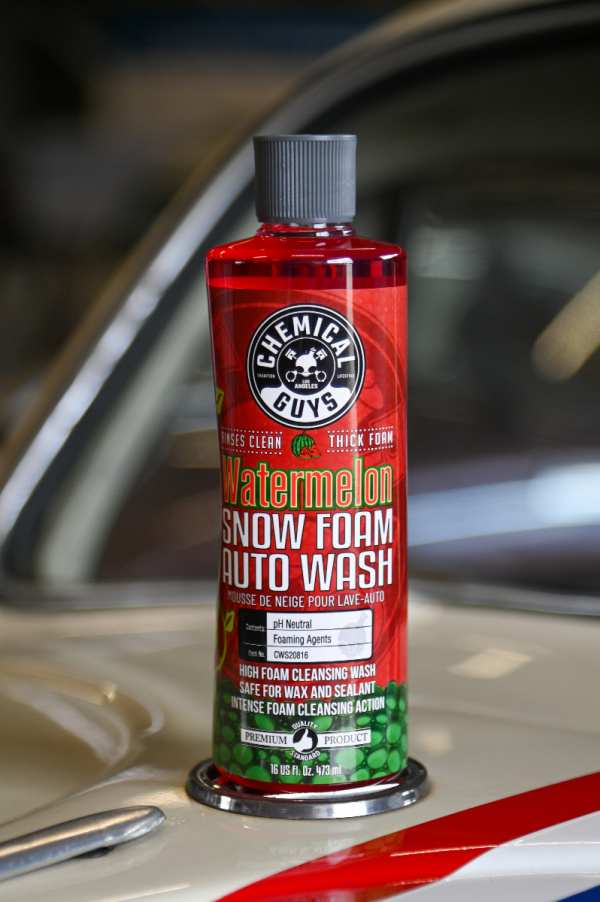 CHEMICAL
TRADITION LIFESTYLE
LOS
ANGELES
GUYS
RINSES CLEAN THICK FOAM
Watermelon
SNOW FOAM
AUTO WASH
MOUSSE DE NEIGE POUR LAVE-AUTO
Contents: pH Neutral
Foaming Agents
Item No. CWS20816
HIGH FOAM CLEANSING WASH
SAFE FOR WAX AND SEALANT
INTENSE FOAM CLEANSING ACTION
QUALITY
PREMIUM PRODUCT
STANDARD
16 US Fl. Oz. 473 ml